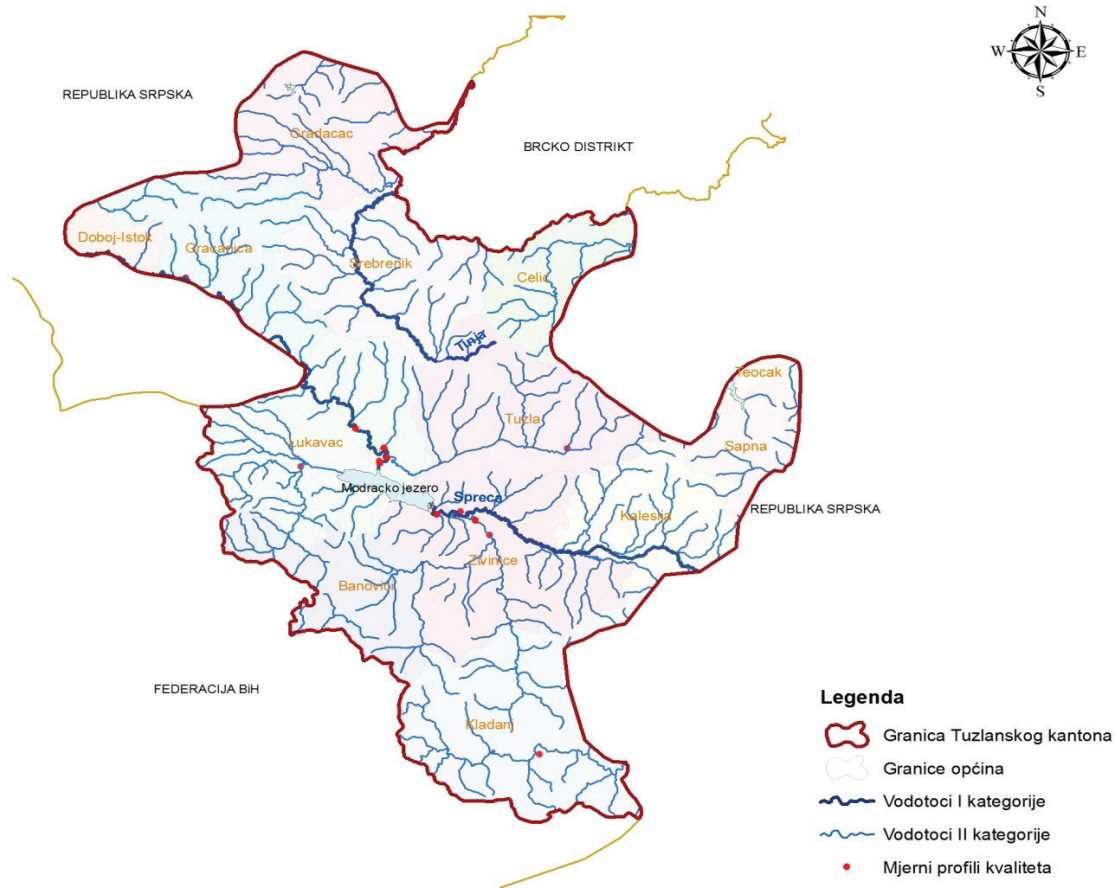 N
W E
S
REPUBLIKA SRPSKA
Gradacac
BRCKO DISTRIKT
Doboj-Istok
Gracanica
Srebrenik
Celic
Tinja
Teocak
Tuzla
Lukavac
Sapna
Modracko jezero
Spreca
Kalesija
REPUBLIKA SRPSKA
Zivinice
Banovici
FEDERACIJA BiH
Kladanj
Legenda
Granica Tuzlanskog kantona
Granice općina
Vodotoci I kategorije
Vodotoci II kategorije
Mjerni profili kvaliteta